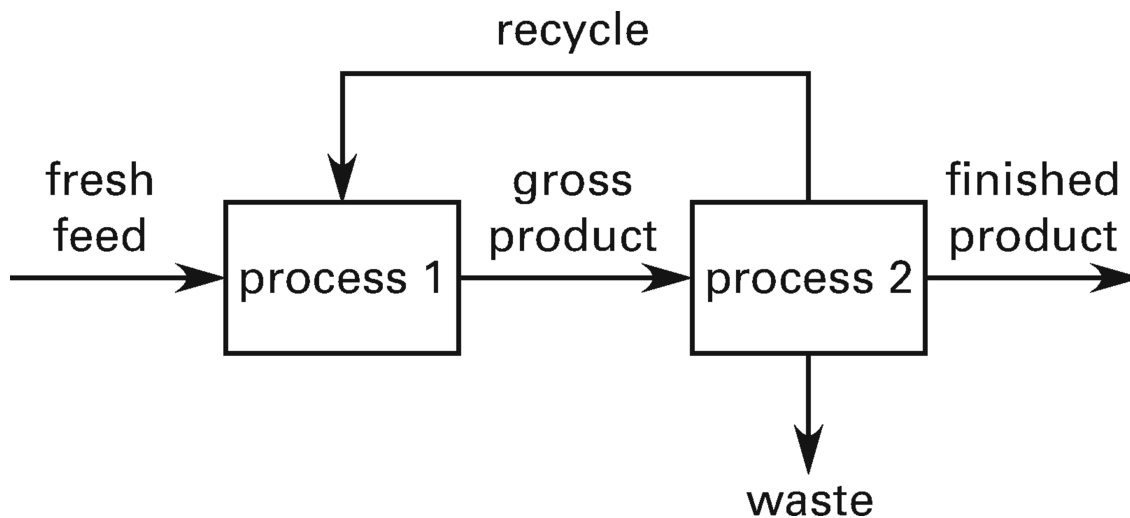 recycle
fresh
feed
gross
product
finished
product
process 1
process 2
waste